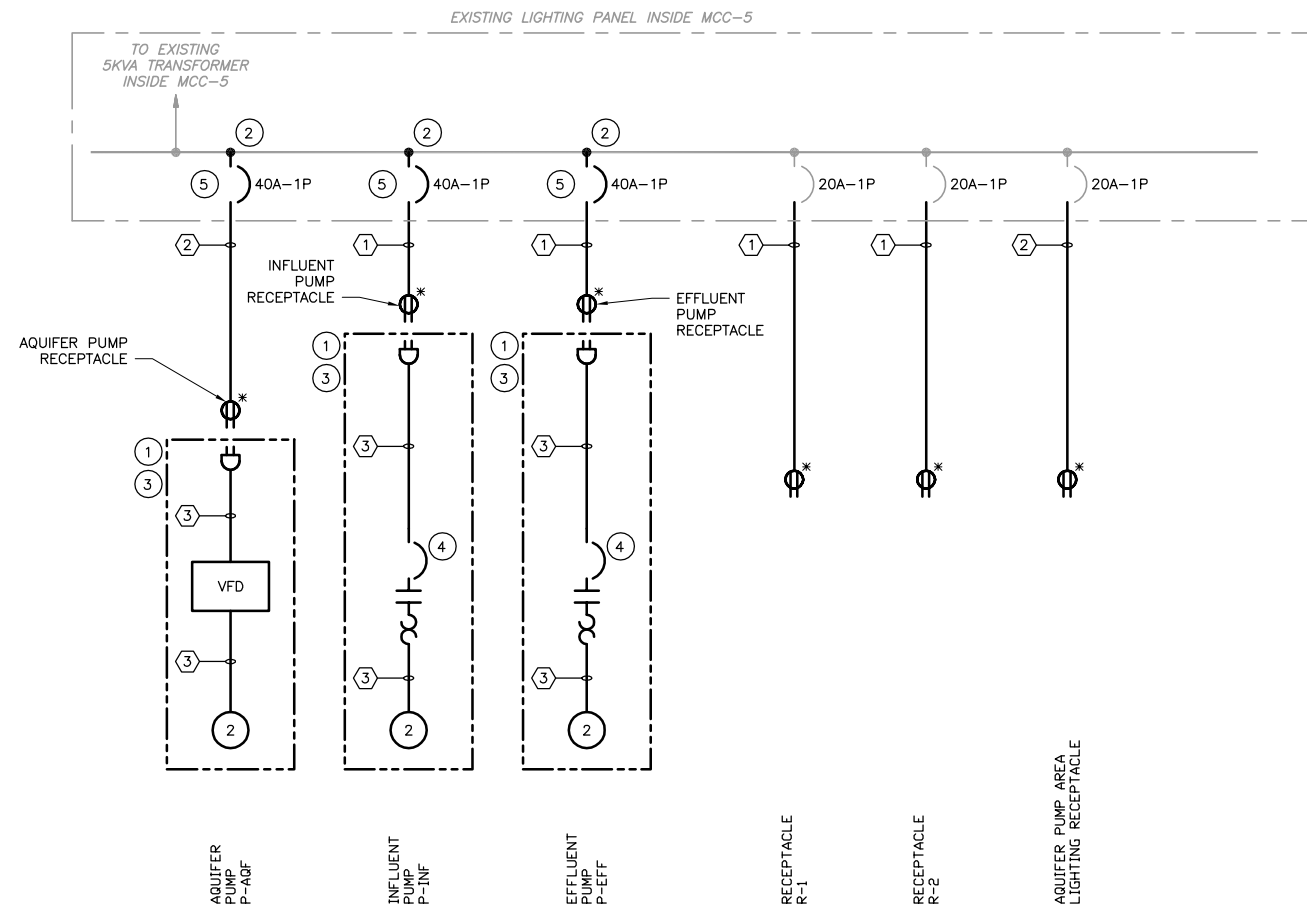 EXISTING LIGHTING PANEL INSIDE MCC-5
TO EXISTING
5KVA TRANSFORMER
INSIDE MCC-5
2
2
2
5
40A-1P
5
40A-1P
5
40A-1P
20A-1P
20A-1P
20A-1P
2
1
1
1
1
2
INFLUENT
PUMP
RECEPTACLE
*
*
EFFLUENT
PUMP
RECEPTACLE
AQUIFER PUMP
RECEPTACLE
*
1
3
1
3
1
3
3
3
*
*
*
3
4
4
VFD
3
3
3
2
2
2
AQUIFER
PUMP
P-AQF
INFLUENT
PUMP
P-INF
EFFLUENT
PUMP
P-EFF
RECEPTACLE
R-1
RECEPTACLE
R-2
AQUIFER PUMP AREA
LIGHTING RECEPTACLE